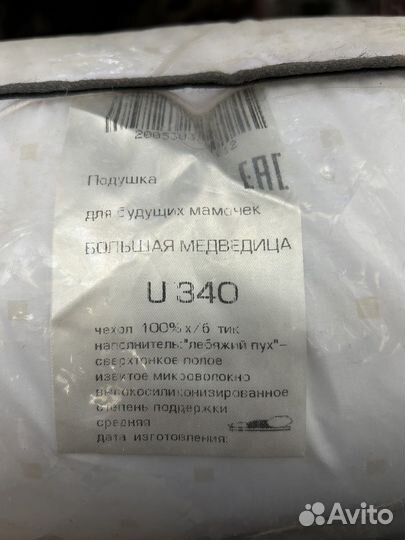 EAC
Подушка
для будущих мамочек
БОЛЬШАЯ МЕДВЕДИЦА
U 340
чехол 100% х/б тик
наполнитель:"лебяжий пух"-
сверхтонкое полое
извитое микроволокно
высокосиликонизированное
степень поддержки
средняя
дата изготовления:
Avito